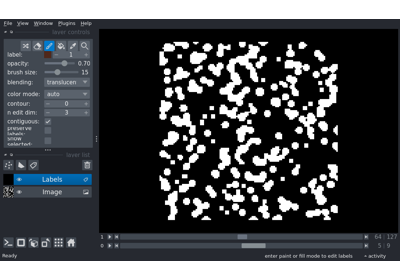 File View Window Plugins Help
layer controls
label: 1
opacity: 0.70
brush size: 15
blending: translucen
color mode: auto
contour: 0
n edit dim: 3
contiguous:
preserve labels:
show selected:
layer list
Labels
Image
1 64 127
0 5 9
Ready enter paint or fill mode to edit labels activity